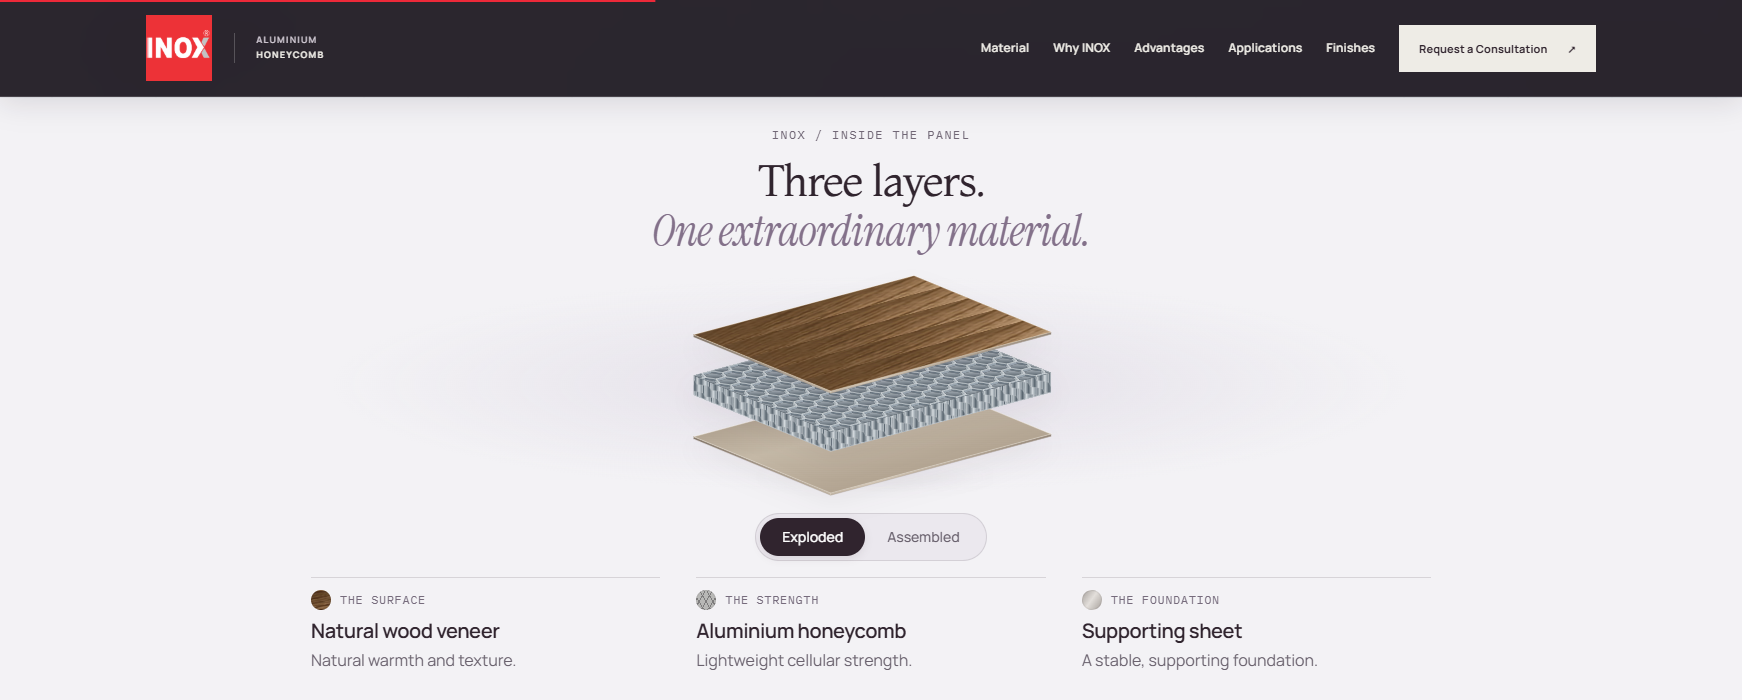 INOX®
ALUMINIUM
HONEYCOMB
Material
Why INOX
Advantages
Applications
Finishes
Request a Consultation ↗
INOX / INSIDE THE PANEL
Three layers.
One extraordinary material.
Exploded
Assembled
THE SURFACE
Natural wood veneer
Natural warmth and texture.
THE STRENGTH
Aluminium honeycomb
Lightweight cellular strength.
THE FOUNDATION
Supporting sheet
A stable, supporting foundation.